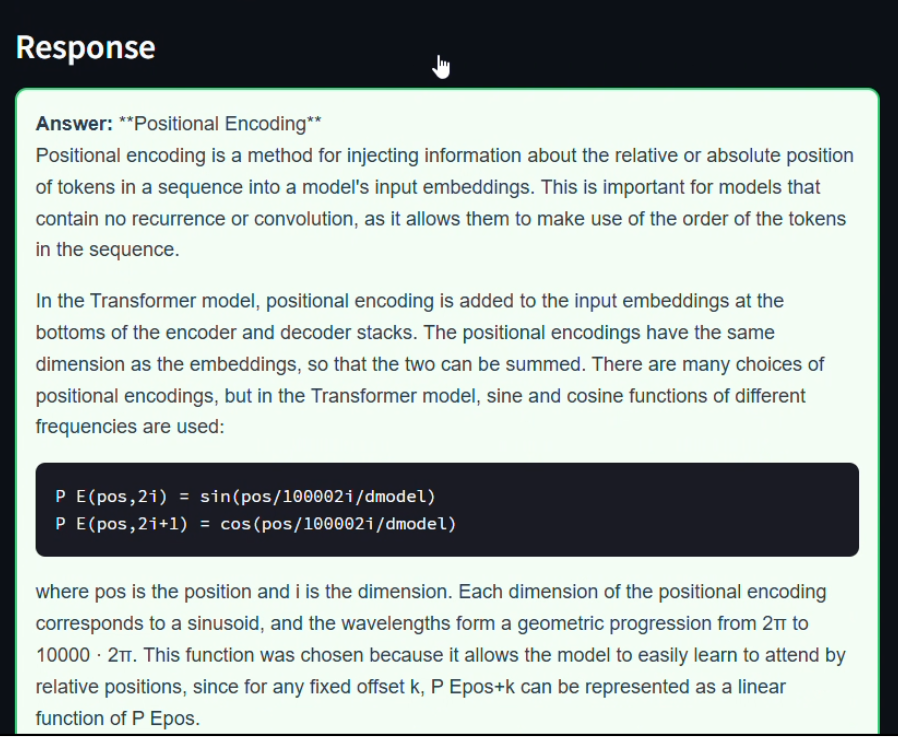 Response
Answer: **Positional Encoding**
Positional encoding is a method for injecting information about the relative or absolute position
of tokens in a sequence into a model's input embeddings. This is important for models that
contain no recurrence or convolution, as it allows them to make use of the order of the tokens
in the sequence.
In the Transformer model, positional encoding is added to the input embeddings at the
bottoms of the encoder and decoder stacks. The positional encodings have the same
dimension as the embeddings, so that the two can be summed. There are many choices of
positional encodings, but in the Transformer model, sine and cosine functions of different
frequencies are used:
P E(pos,2i) = sin(pos/100002i/dmodel)
P E(pos,2i+1) = cos(pos/100002i/dmodel)
where pos is the position and i is the dimension. Each dimension of the positional encoding
corresponds to a sinusoid, and the wavelengths form a geometric progression from 2π to
10000 · 2π. This function was chosen because it allows the model to easily learn to attend by
relative positions, since for any fixed offset k, P Epos+k can be represented as a linear
function of P Epos.